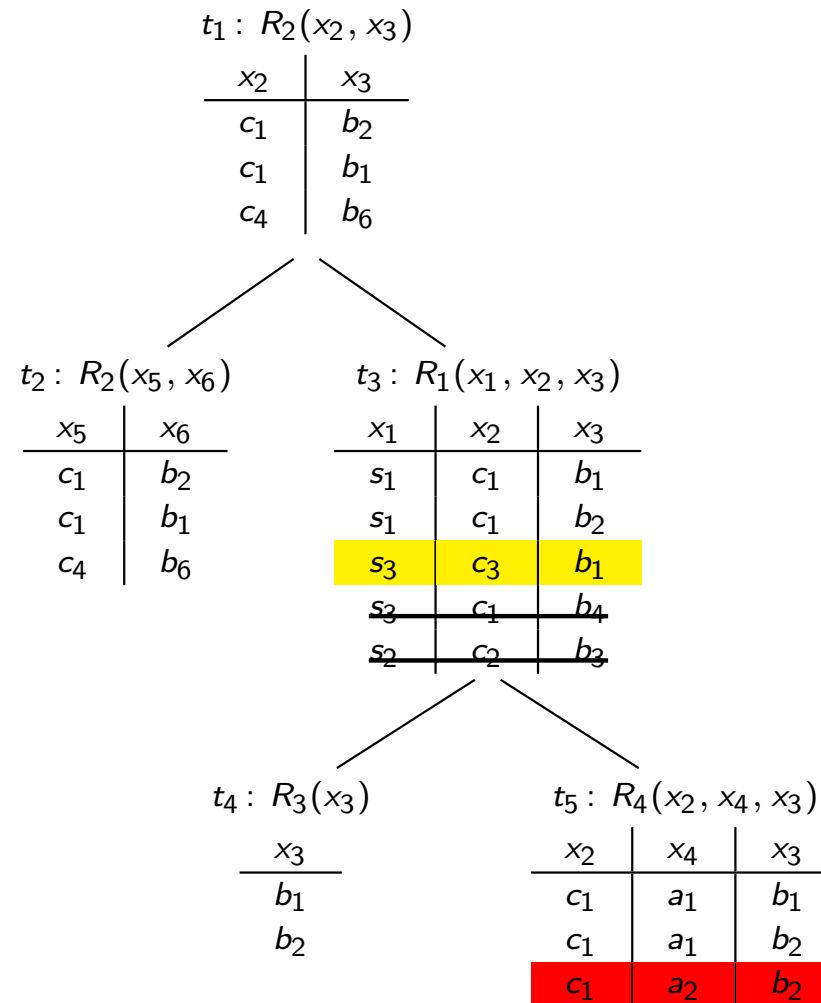 t₁ : R₂(x₂, x₃)
x₂ x₃
c₁ b₂
c₁ b₁
c₄ b₆
t₂ : R₂(x₅, x₆)
x₅ x₆
c₁ b₂
c₁ b₁
c₄ b₆
t₃ : R₁(x₁, x₂, x₃)
x₁ x₂ x₃
s₁ c₁ b₁
s₁ c₁ b₂
s₃ c₃ b₁
s₃ c₁ b₄
s₂ c₂ b₃
t₄ : R₃(x₃)
x₃
b₁
b₂
t₅ : R₄(x₂, x₄, x₃)
x₂ x₄ x₃
c₁ a₁ b₁
c₁ a₁ b₂
c₁ a₂ b₂